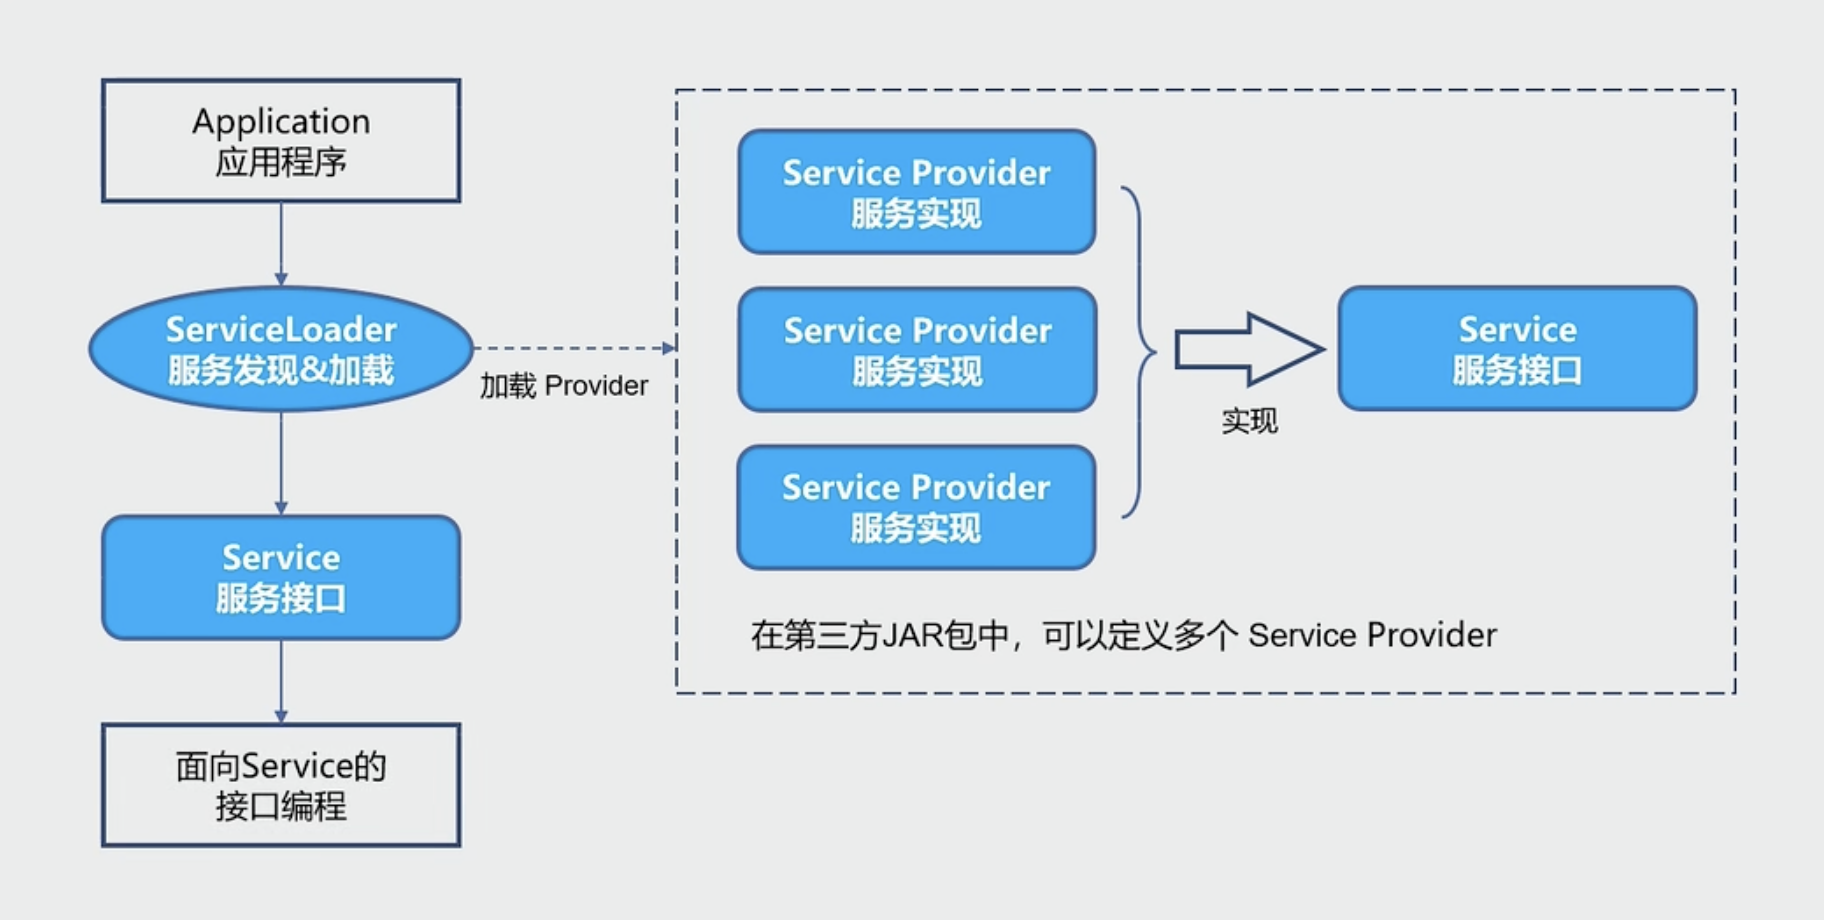 Application
应用程序
ServiceLoader
服务发现&加载
加载 Provider
Service
服务接口
面向Service的
接口编程
Service Provider
服务实现
Service Provider
服务实现
Service Provider
服务实现
实现
Service
服务接口
在第三方JAR包中，可以定义多个 Service Provider